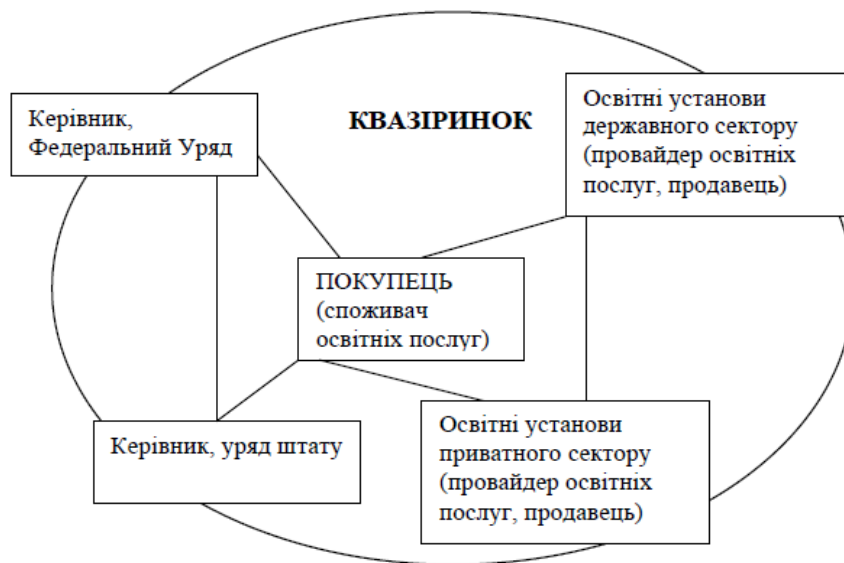 Керівник,
Федеральний Уряд
КВАЗІРИНОК
Освітні установи
державного сектору
(провайдер освітніх
послуг, продавець)
ПОКУПЕЦЬ
(споживач
освітніх послуг)
Керівник, уряд штату
Освітні установи
приватного сектору
(провайдер освітніх
послуг, продавець)